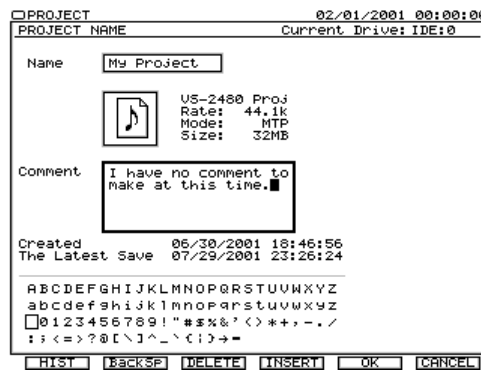 PROJECT 02/01/2001 00:00:00
PROJECT NAME Current Drive:IDE:0
Name My Project
VS-2480 Proj
Rate: 44.1k
Mode: MTP
Size: 32MB
Comment I have no comment to
make at this time.
Created 06/30/2001 18:46:56
The Latest Save 07/29/2001 23:26:24
ABCDEFGHIJKLMNOPQRSTUVWXYZ
abcdefghijklmnopqrstuvwxyz
0123456789!"#$%&'()*+,-./
:;<=>?@[\]^_`{|}→=
HIST BackSP DELETE INSERT OK CANCEL